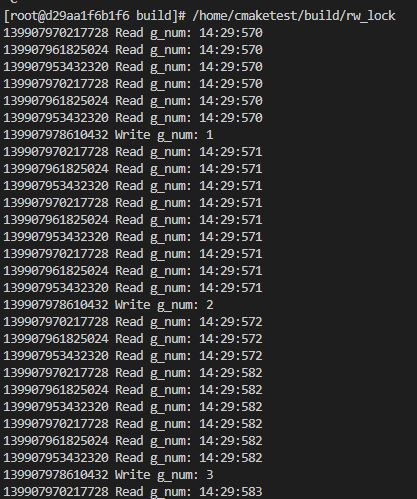 [root@d29aa1f6b1f6 build]# /home/cmaketest/build/rw_lock
139907970217728 Read g_num: 14:29:570
139907961825024 Read g_num: 14:29:570
139907953432320 Read g_num: 14:29:570
139907970217728 Read g_num: 14:29:570
139907961825024 Read g_num: 14:29:570
139907953432320 Read g_num: 14:29:570
139907978610432 Write g_num: 1
139907970217728 Read g_num: 14:29:571
139907961825024 Read g_num: 14:29:571
139907953432320 Read g_num: 14:29:571
139907970217728 Read g_num: 14:29:571
139907961825024 Read g_num: 14:29:571
139907953432320 Read g_num: 14:29:571
139907970217728 Read g_num: 14:29:571
139907961825024 Read g_num: 14:29:571
139907953432320 Read g_num: 14:29:571
139907978610432 Write g_num: 2
139907970217728 Read g_num: 14:29:572
139907961825024 Read g_num: 14:29:572
139907953432320 Read g_num: 14:29:572
139907970217728 Read g_num: 14:29:582
139907961825024 Read g_num: 14:29:582
139907953432320 Read g_num: 14:29:582
139907970217728 Read g_num: 14:29:582
139907961825024 Read g_num: 14:29:582
139907953432320 Read g_num: 14:29:582
139907978610432 Write g_num: 3
139907970217728 Read g_num: 14:29:583